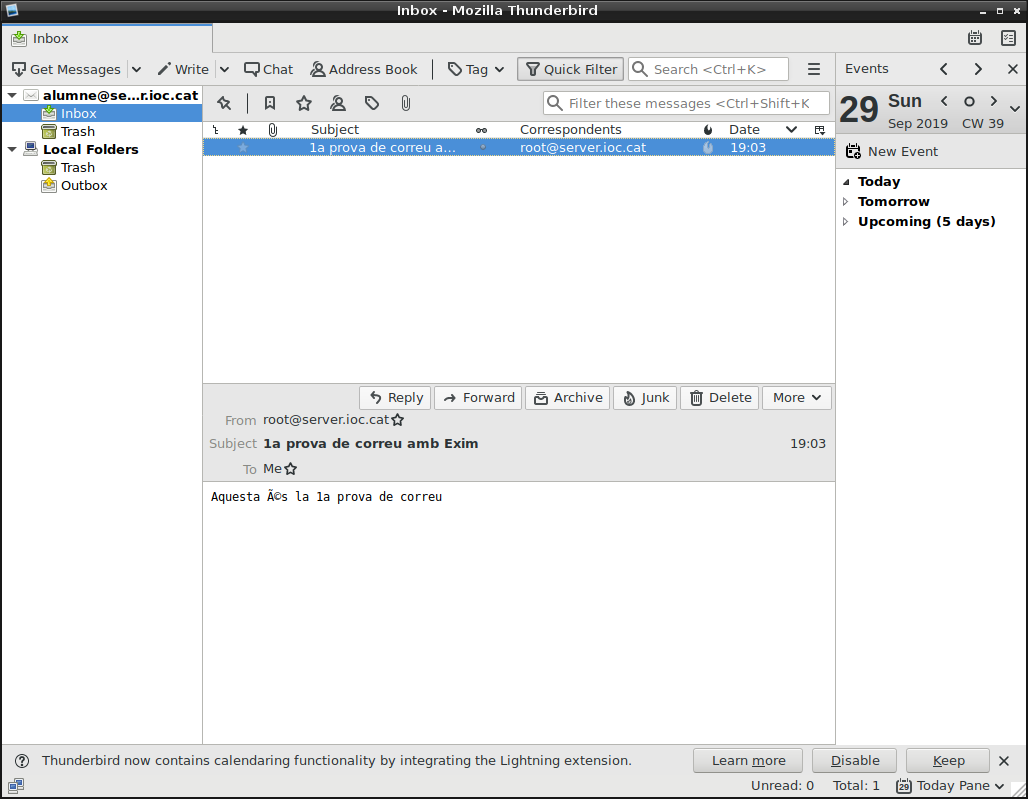 Inbox - Mozilla Thunderbird
Inbox
Get Messages Write Chat Address Book Tag Quick Filter Search <Ctrl+K>
Events
alumne@se...r.ioc.cat
Inbox
Trash
Local Folders
Trash
Outbox
Filter these messages <Ctrl+Shift+K
Subject Correspondents Date
1a prova de correu a... root@server.ioc.cat 19:03
29 Sun
Sep 2019 CW 39
New Event
Today
Tomorrow
Upcoming (5 days)
Reply Forward Archive Junk Delete More
From root@server.ioc.cat
Subject 1a prova de correu amb Exim 19:03
To Me
Aquesta Ã©s la 1a prova de correu
Thunderbird now contains calendaring functionality by integrating the Lightning extension. Learn more Disable Keep
Unread: 0 Total: 1 29 Today Pane